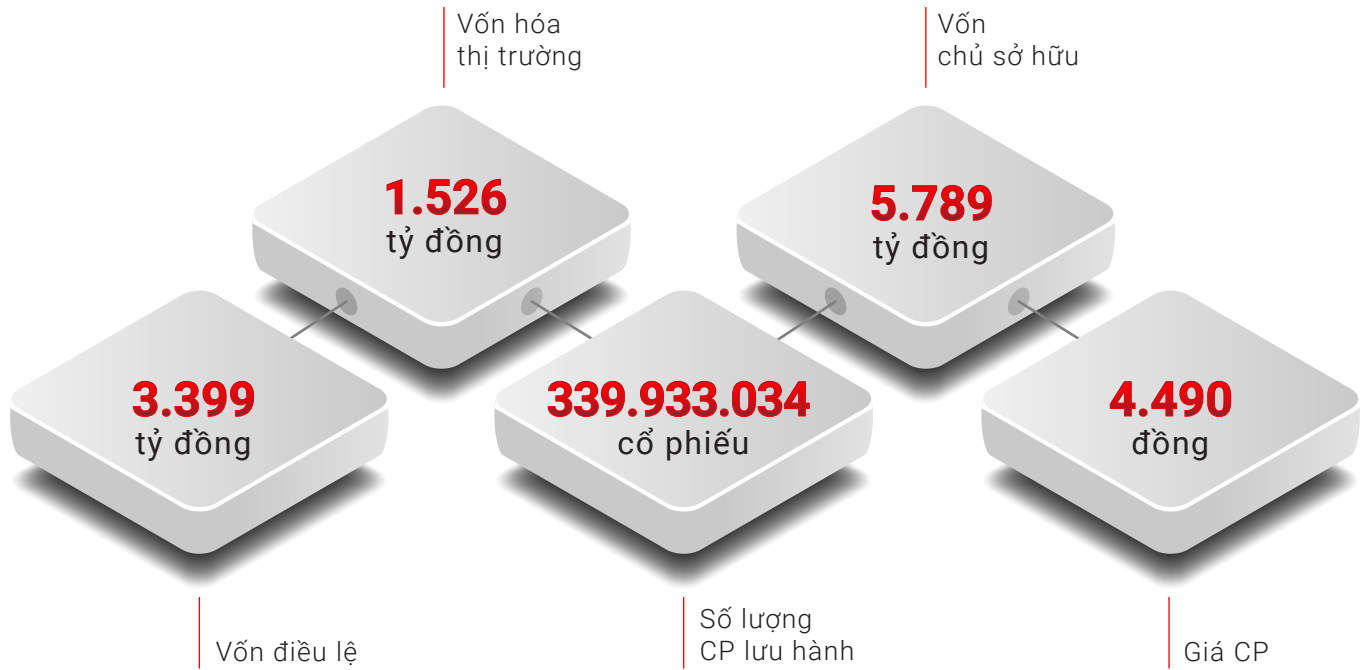 Vốn hóa
thị trường
Vốn
chủ sở hữu
1.526
tỷ đồng
5.789
tỷ đồng
3.399
tỷ đồng
339.933.034
cổ phiếu
4.490
đồng
Vốn điều lệ
Số lượng
CP lưu hành
Giá CP